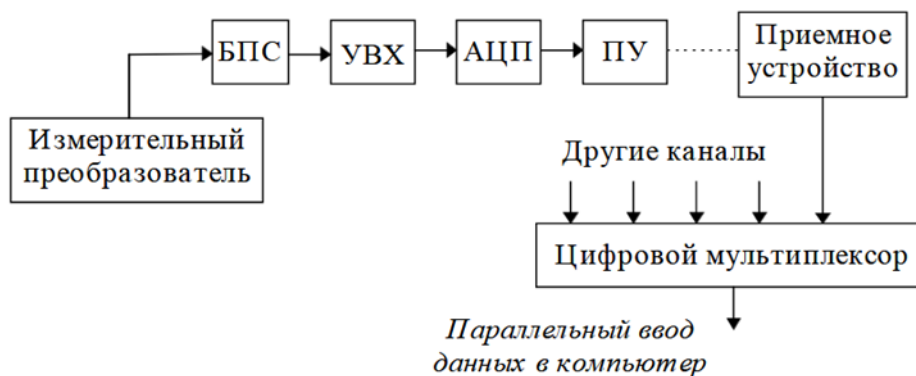 БПС
УВХ
АЦП
ПУ
Приемное
устройство
Измерительный
преобразователь
Другие каналы
Цифровой мультиплексор
Параллельный ввод
данных в компьютер